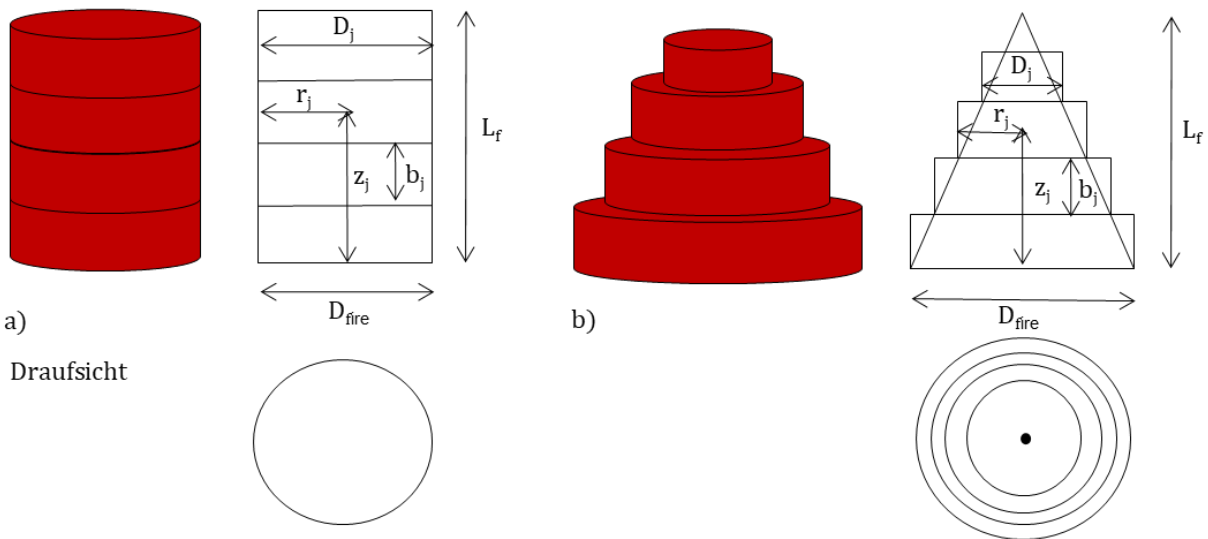 D_j
r_j
z_j
b_j
L_f
D_fire
a)
D_j
r_j
z_j
b_j
L_f
D_fire
b)
Draufsicht